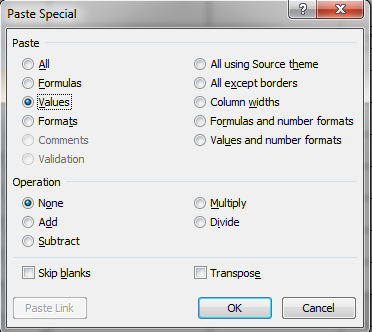 Paste Special
?
Paste
All
All using Source theme
Formulas
All except borders
Values
Column widths
Formats
Formulas and number formats
Comments
Values and number formats
Validation
Operation
None
Multiply
Add
Divide
Subtract
Skip blanks
Transpose
Paste Link
OK
Cancel